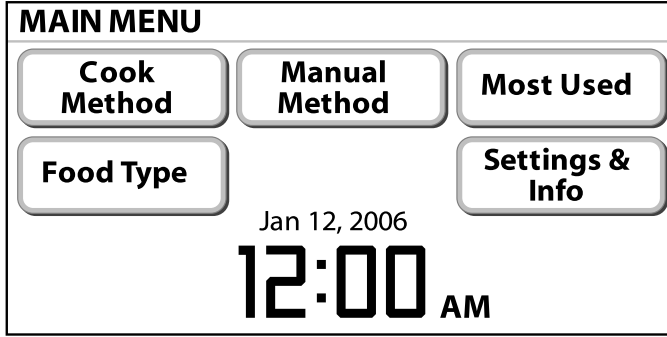 MAIN MENU
Cook
Method
Manual
Method
Most Used
Food Type
Settings &
Info
Jan 12, 2006
12:00 AM